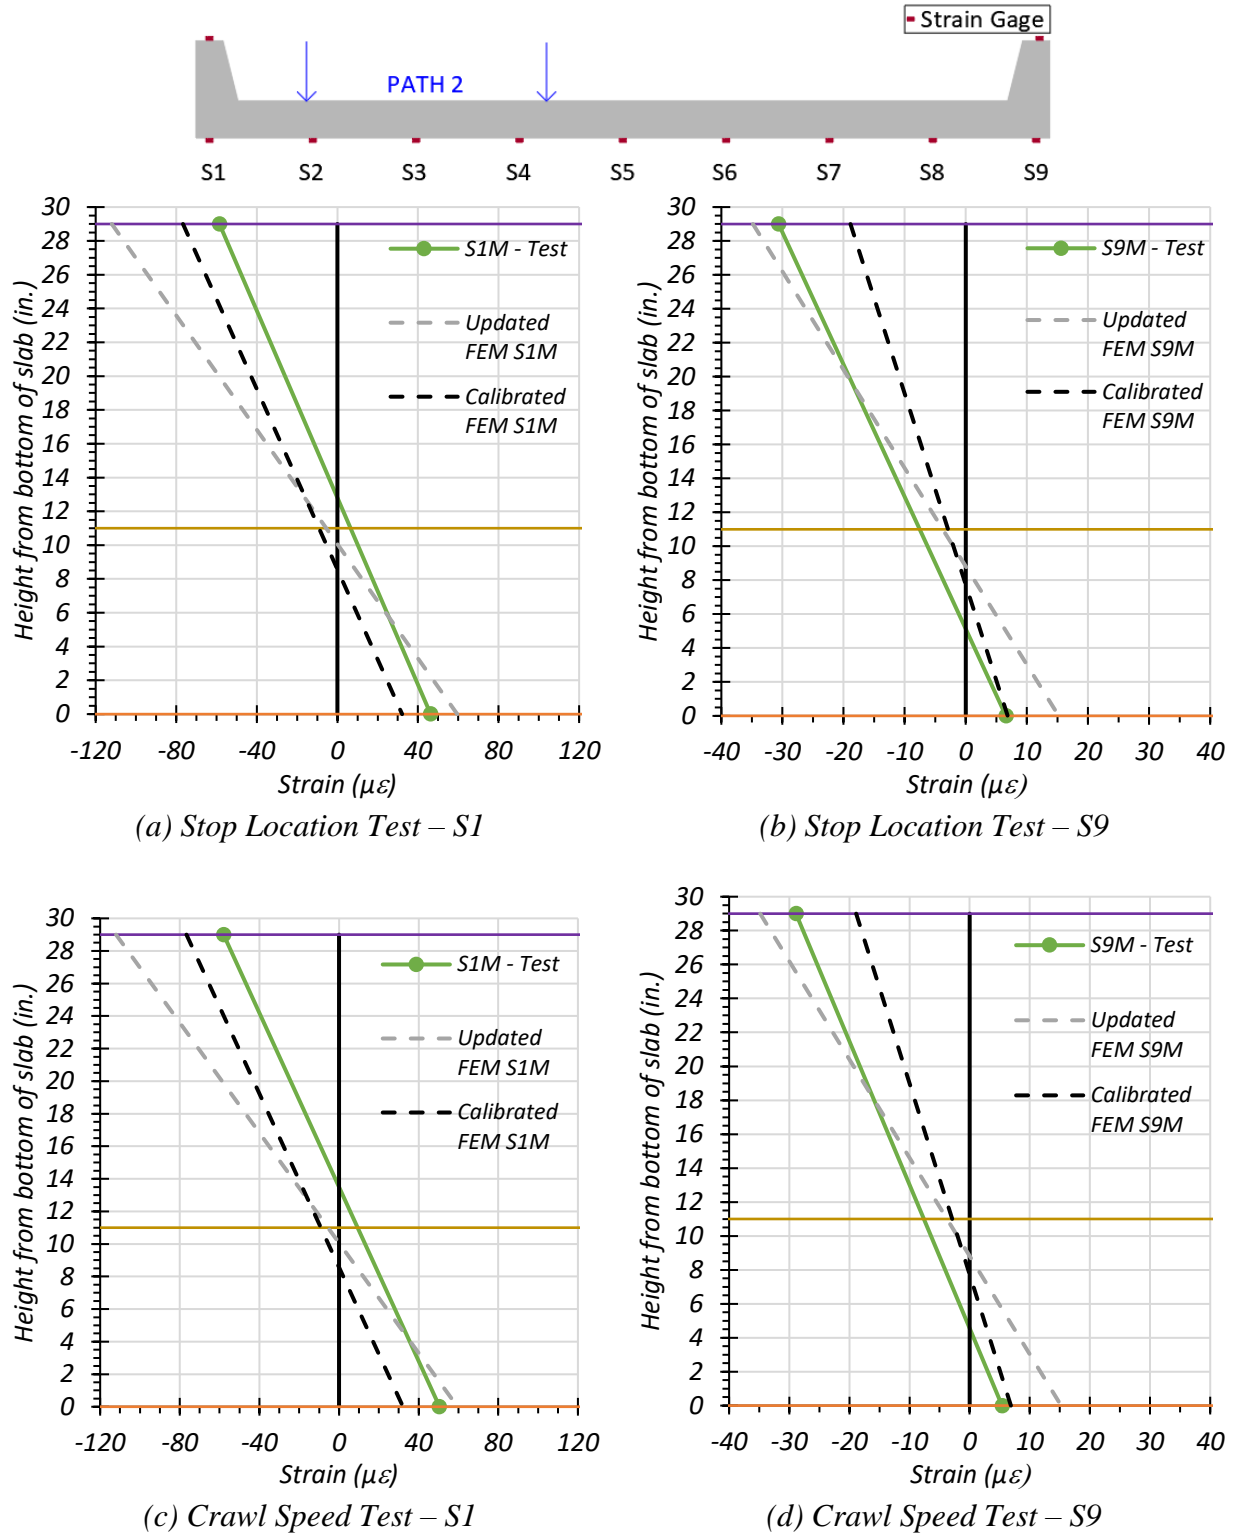 Strain Gage
PATH 2
S1 S2 S3 S4 S5 S6 S7 S8 S9
30
28
26
24
22
20
18
16
14
12
10
8
6
4
2
0
Height from bottom of slab (in.)
S1M - Test
Updated
FEM S1M
Calibrated
FEM S1M
-120 -80 -40 0 40 80 120
Strain (με)
(a) Stop Location Test – S1
30
28
26
24
22
20
18
16
14
12
10
8
6
4
2
0
Height from bottom of slab (in.)
S9M - Test
Updated
FEM S9M
Calibrated
FEM S9M
-40 -30 -20 -10 0 10 20 30 40
Strain (με)
(b) Stop Location Test – S9
30
28
26
24
22
20
18
16
14
12
10
8
6
4
2
0
Height from bottom of slab (in.)
S1M - Test
Updated
FEM S1M
Calibrated
FEM S1M
-120 -80 -40 0 40 80 120
Strain (με)
(c) Crawl Speed Test – S1
30
28
26
24
22
20
18
16
14
12
10
8
6
4
2
0
Height from bottom of slab (in.)
S9M - Test
Updated
FEM S9M
Calibrated
FEM S9M
-40 -30 -20 -10 0 10 20 30 40
Strain (με)
(d) Crawl Speed Test – S9